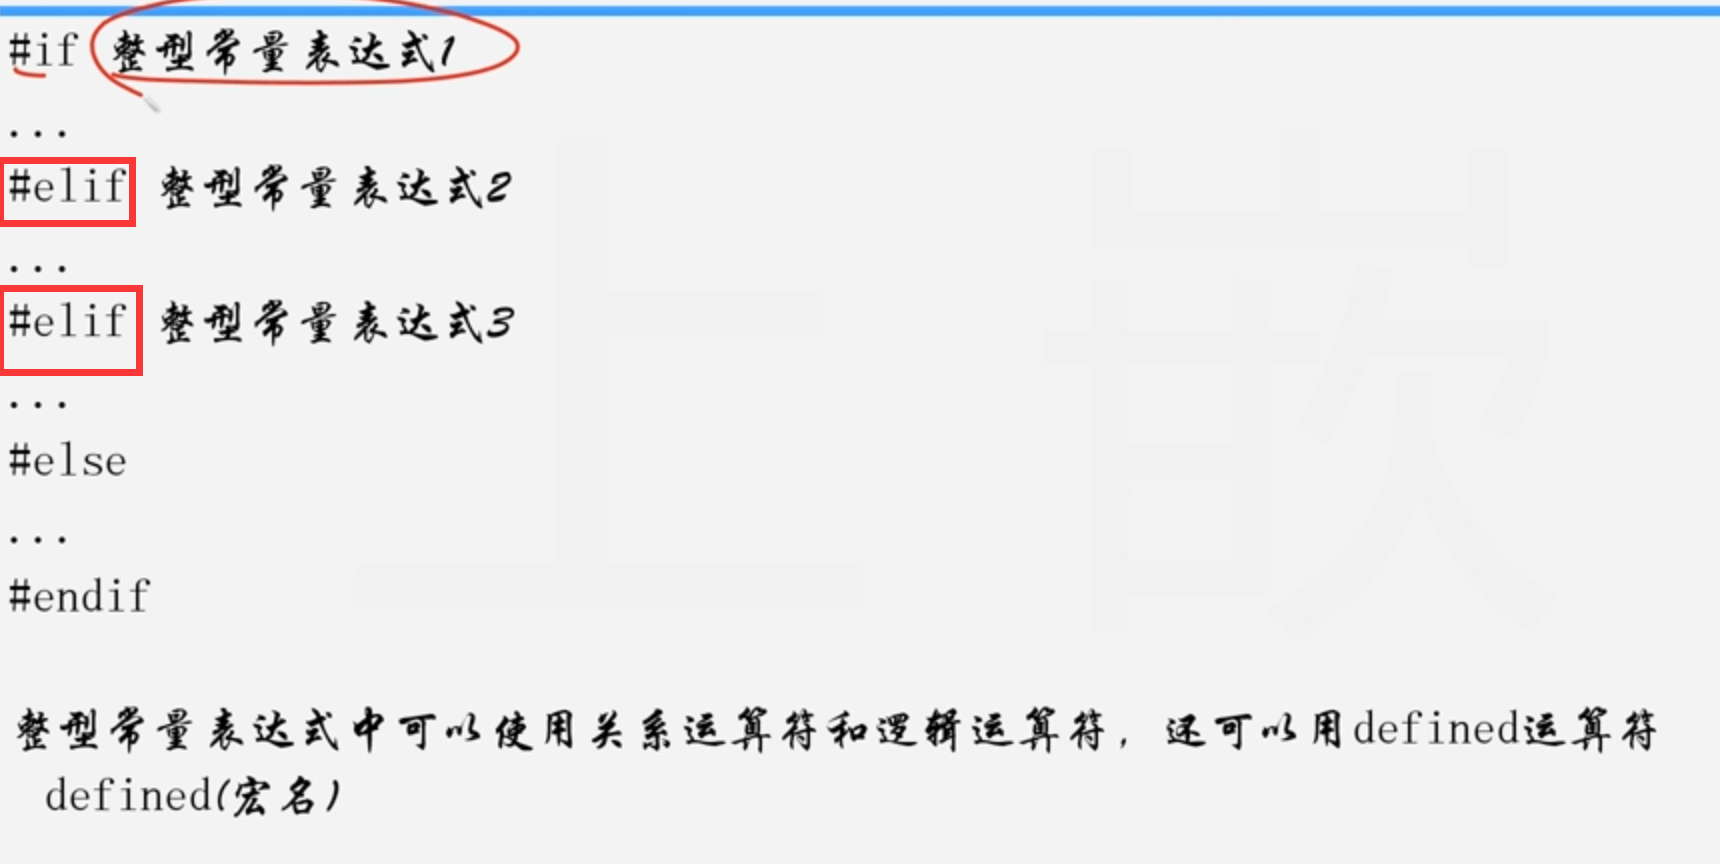 #if 整型常量表达式1
...
#elif 整型常量表达式2
...
#elif 整型常量表达式3
...
#else
...
#endif
整型常量表达式中可以使用关系运算符和逻辑运算符，还可以用defined运算符
defined(宏名)
上嵌